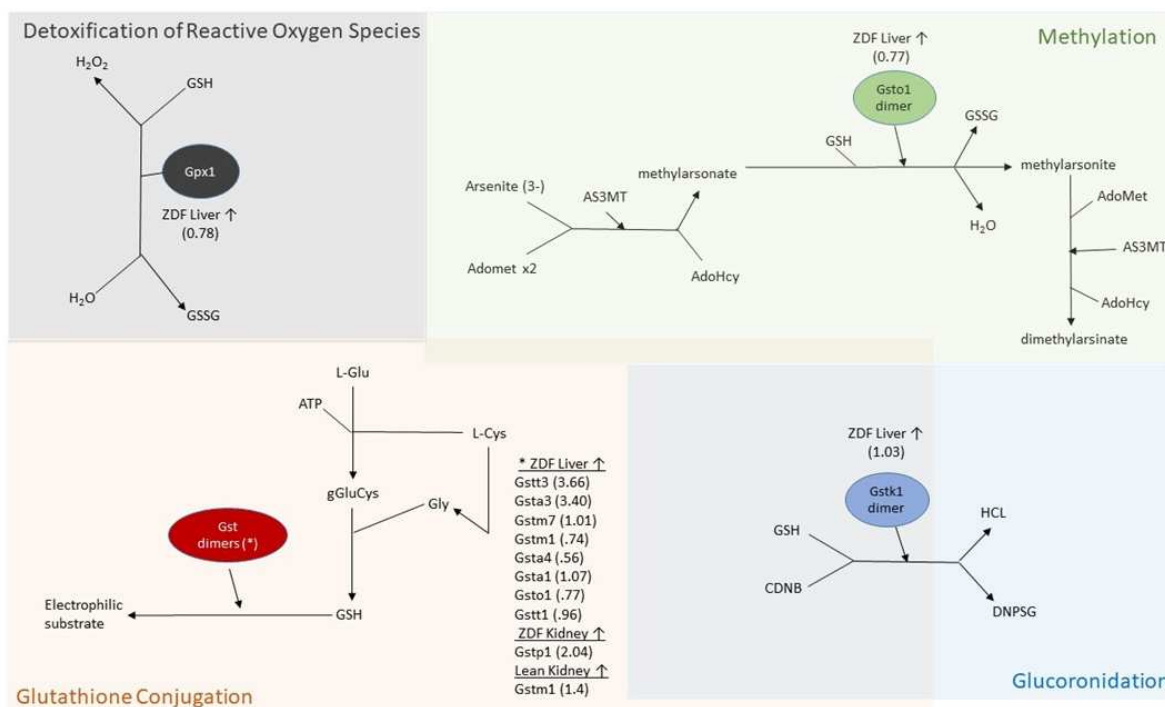 Detoxification of Reactive Oxygen Species
H₂O₂
GSH
Gpx1
ZDF Liver ↑
(0.78)
H₂O
GSSG
Methylation
ZDF Liver ↑
(0.77)
Gsto1
dimer
GSH
GSSG
methylarsonate
methylarsonite
Arsenite (3-)
AS3MT
Adomet x2
AdoHcy
H₂O
AdoMet
AS3MT
AdoHcy
dimethylarsinate
L-Glu
ATP
L-Cys
gGluCys
Gly
Gst
dimers (*)
Electrophilic
substrate
GSH
* ZDF Liver ↑
Gstt3 (3.66)
Gsta3 (3.40)
Gstm7 (1.01)
Gstm1 (.74)
Gsta4 (.56)
Gsta1 (1.07)
Gsto1 (.77)
Gstt1 (.96)
ZDF Kidney ↑
Gstp1 (2.04)
Lean Kidney ↑
Gstm1 (1.4)
Glutathione Conjugation
ZDF Liver ↑
(1.03)
Gstk1
dimer
GSH
CDNB
HCL
DNPSG
Glucoronidation